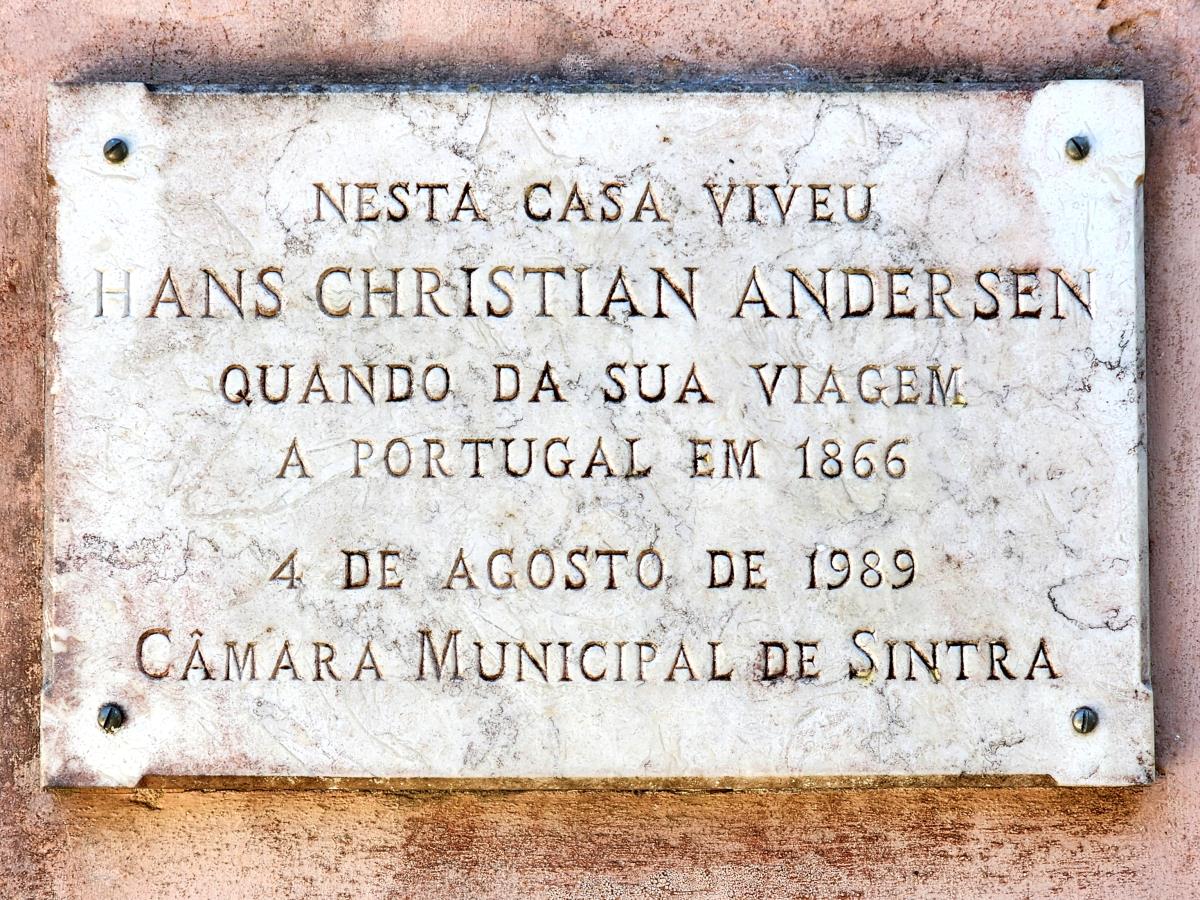 NESTA CASA VIVEU
HANS CHRISTIAN ANDERSEN
QUANDO DA SUA VIAGEM
A PORTUGAL EM 1866
4 DE AGOSTO DE 1989
CÂMARA MUNICIPAL DE SINTRA